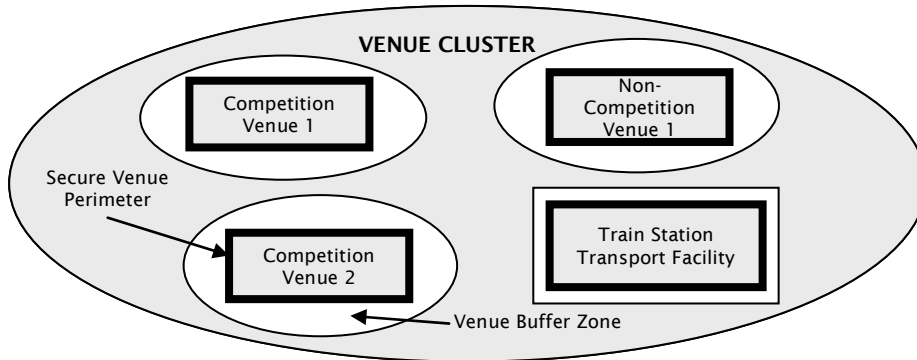 VENUE CLUSTER
Competition
Venue 1
Non-
Competition
Venue 1
Secure Venue
Perimeter
Competition
Venue 2
Train Station
Transport Facility
Venue Buffer Zone